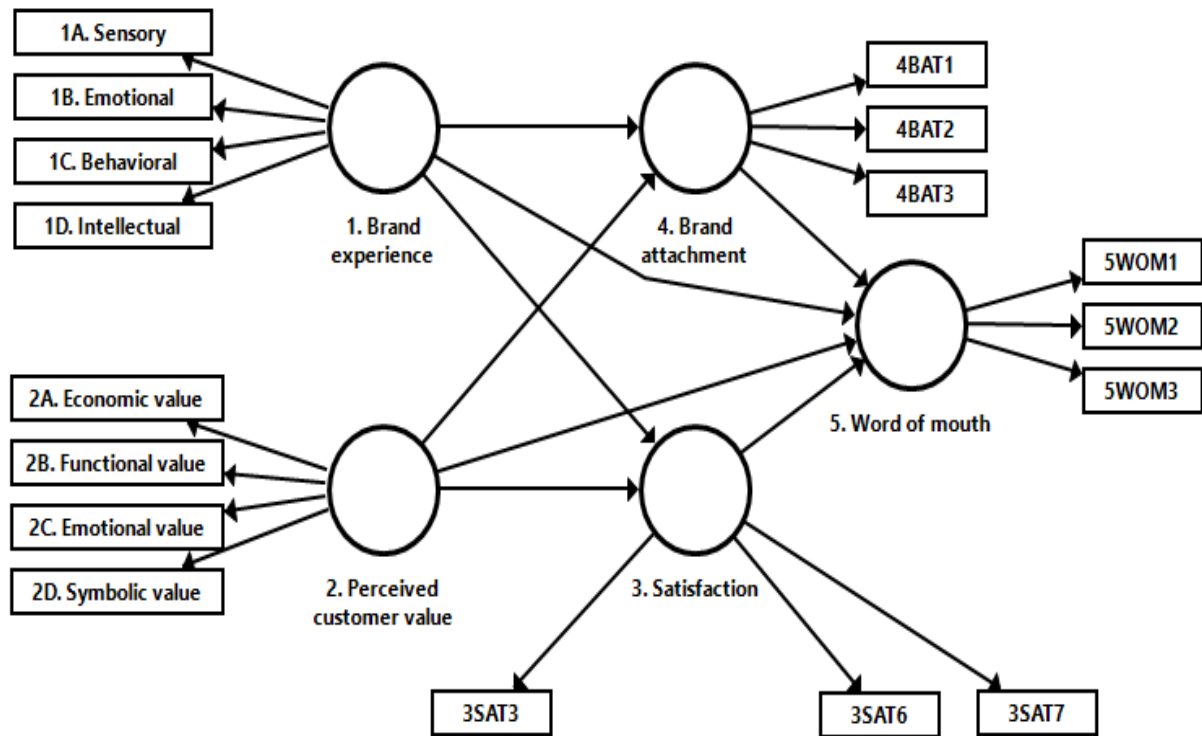 1A. Sensory
1B. Emotional
1C. Behavioral
1D. Intellectual
1. Brand
experience
4. Brand
attachment
4BAT1
4BAT2
4BAT3
5WOM1
5WOM2
5WOM3
5. Word of mouth
2A. Economic value
2B. Functional value
2C. Emotional value
2D. Symbolic value
2. Perceived
customer value
3. Satisfaction
3SAT3
3SAT6
3SAT7